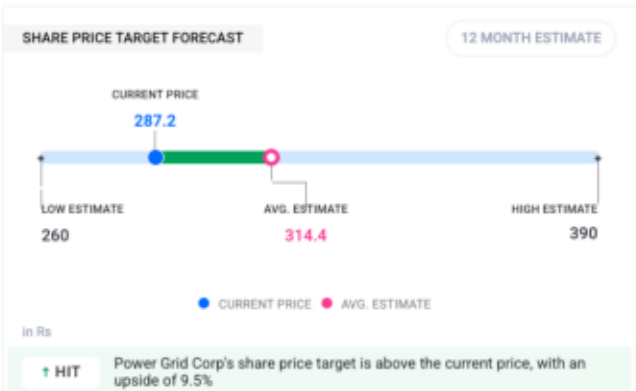 SHARE PRICE TARGET FORECAST
12 MONTH ESTIMATE
CURRENT PRICE
287.2
LOW ESTIMATE
AVG. ESTIMATE
HIGH ESTIMATE
260
314.4
390
CURRENT PRICE
AVG. ESTIMATE
in Rs
↑ HIT
Power Grid Corp's share price target is above the current price, with an
upside of 9.5%